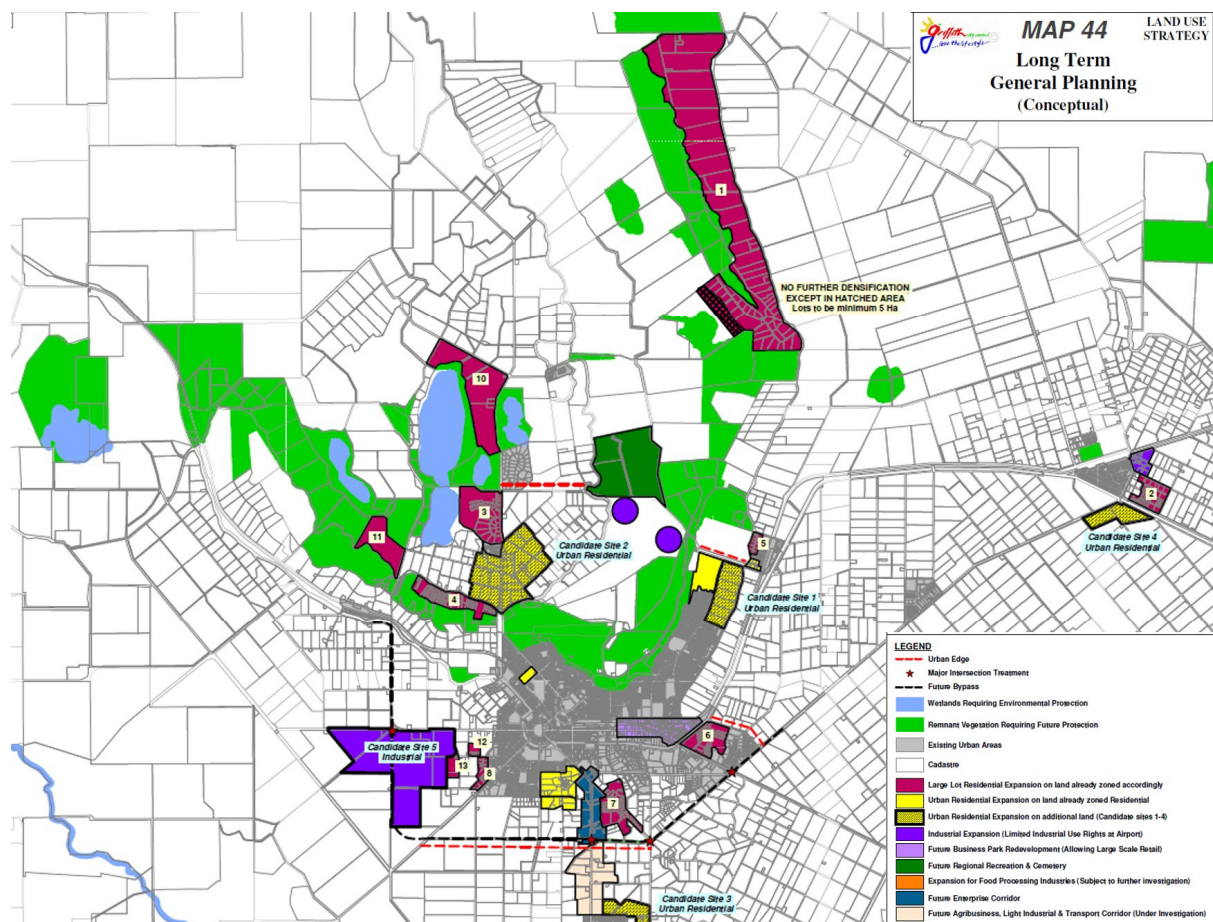 griffith city council
...love the lifestyle
MAP 44
LAND USE
STRATEGY
Long Term
General Planning
(Conceptual)
1
NO FURTHER DENSIFICATION
EXCEPT IN HATCHED AREA
Lots to be minimum 5 Ha
10
2
3
Candidate Site 4
Urban Residential
11
Candidate Site 2
Urban Residential
5
4
Candidate Site 1
Urban Residential
6
12
Candidate Site 5
Industrial
13
8
7
Candidate Site 3
Urban Residential
LEGEND
Urban Edge
Major Intersection Treatment
Future Bypass
Wetlands Requiring Environmental Protection
Remnant Vegetation Requiring Future Protection
Existing Urban Areas
Cadastre
Large Lot Residential Expansion on land already zoned accordingly
Urban Residential Expansion on land already zoned Residential
Urban Residential Expansion on additional land (Candidate sites 1-4)
Industrial Expansion (Limited Industrial Use Rights at Airport)
Future Business Park Redevelopment (Allowing Large Scale Retail)
Future Regional Recreation & Cemetery
Expansion for Food Processing Industries (Subject to further investigation)
Future Enterprise Corridor
Future Agribusiness, Light Industrial & Transport Corridor (Under Investigation)